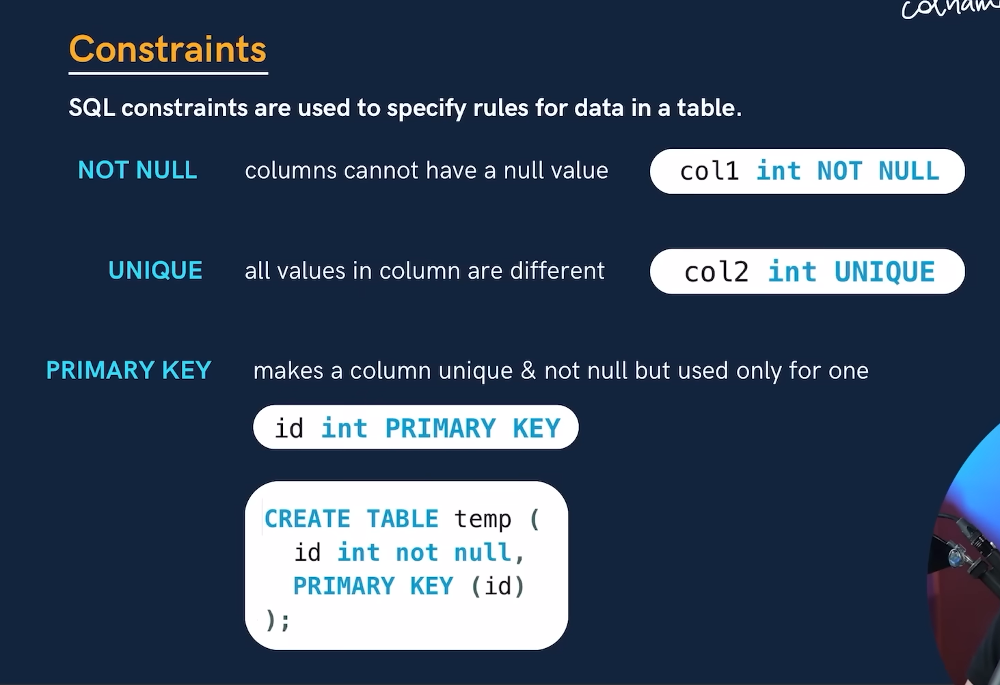 Constraints
SQL constraints are used to specify rules for data in a table.
NOT NULL columns cannot have a null value col1 int NOT NULL
UNIQUE all values in column are different col2 int UNIQUE
PRIMARY KEY makes a column unique & not null but used only for one
id int PRIMARY KEY
CREATE TABLE temp (
id int not null,
PRIMARY KEY (id)
);